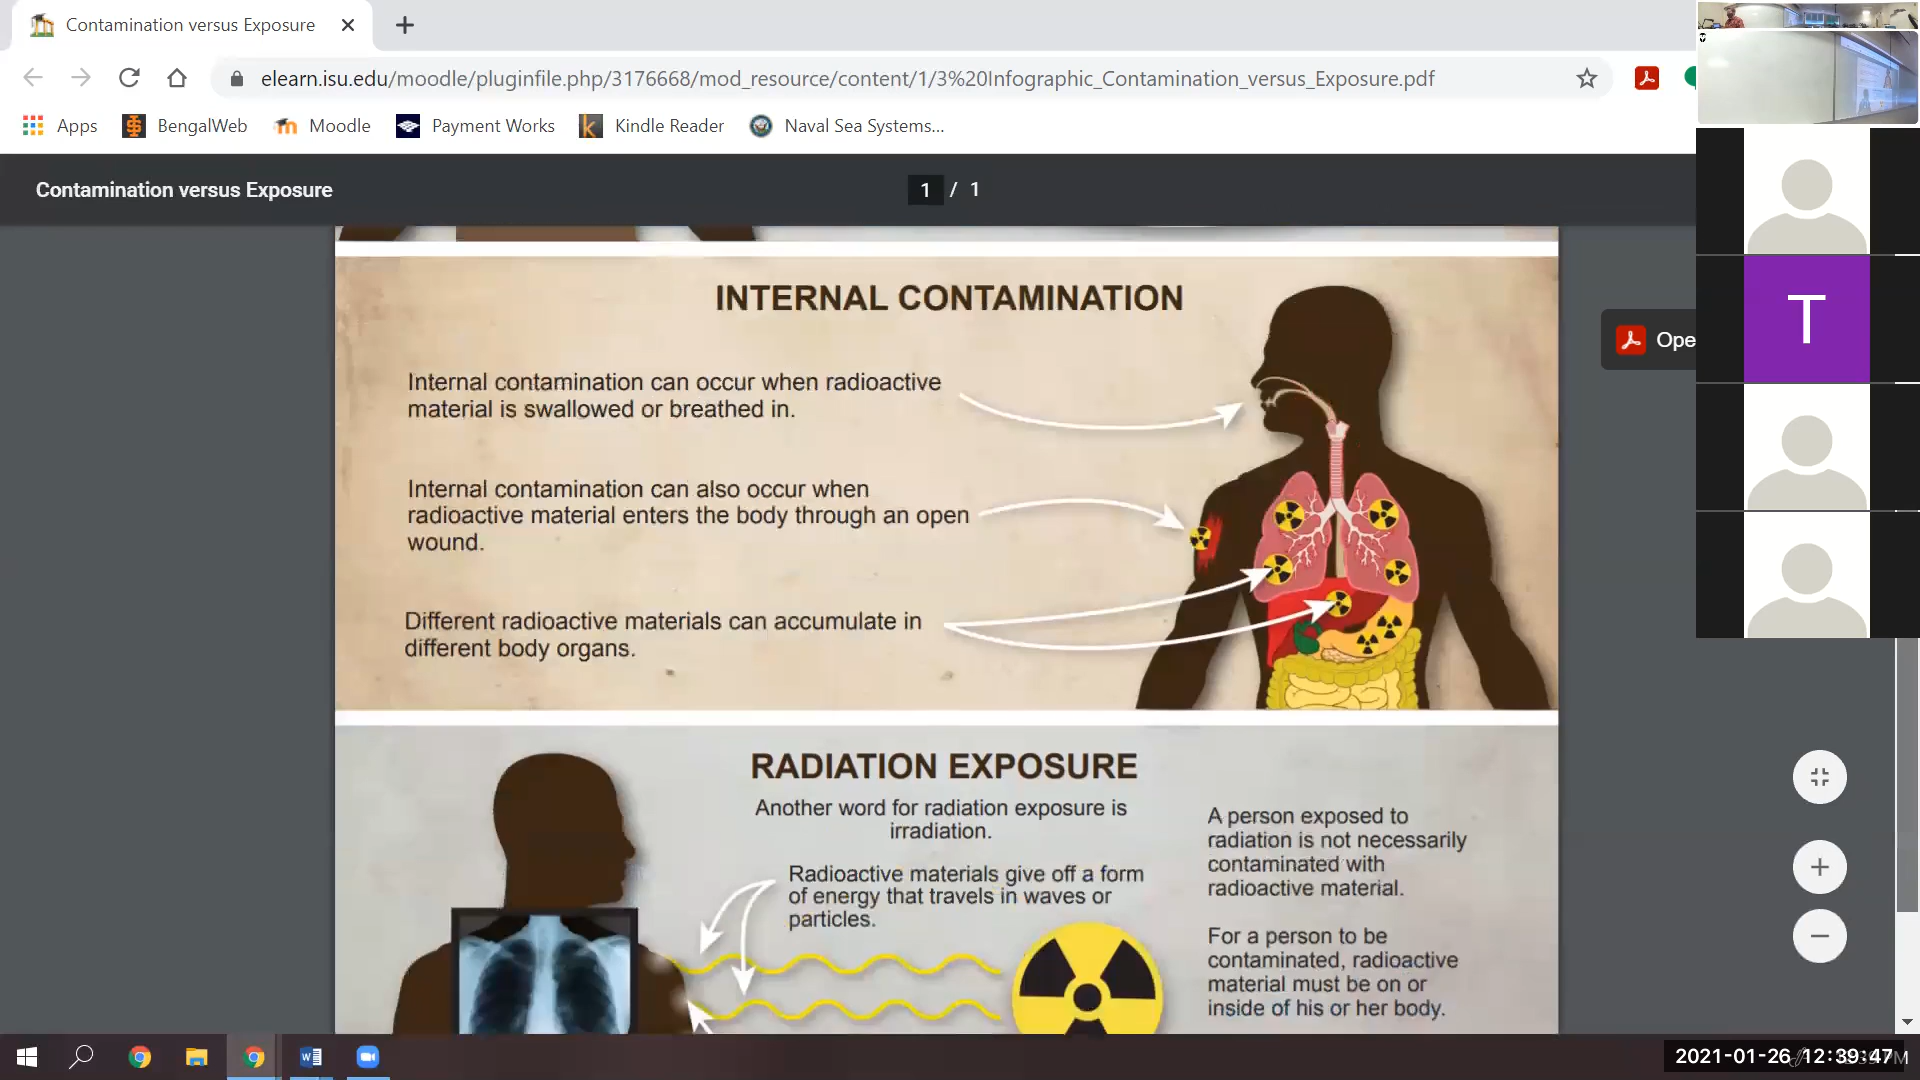 Contamination versus Exposure
elearn.isu.edu/moodle/pluginfile.php/3176668/mod_resource/content/1/3%20Infographic_Contamination_versus_Exposure.pdf
Apps BengalWeb Moodle Payment Works Kindle Reader Naval Sea Systems...
Contamination versus Exposure 1 / 1
INTERNAL CONTAMINATION
Internal contamination can occur when radioactive
material is swallowed or breathed in.
Internal contamination can also occur when
radioactive material enters the body through an open
wound.
Different radioactive materials can accumulate in
different body organs.
Ope
T
RADIATION EXPOSURE
Another word for radiation exposure is
irradiation.
Radioactive materials give off a form
of energy that travels in waves or
particles.
A person exposed to
radiation is not necessarily
contaminated with
radioactive material.
For a person to be
contaminated, radioactive
material must be on or
inside of his or her body.
2021-01-26 12:39:47